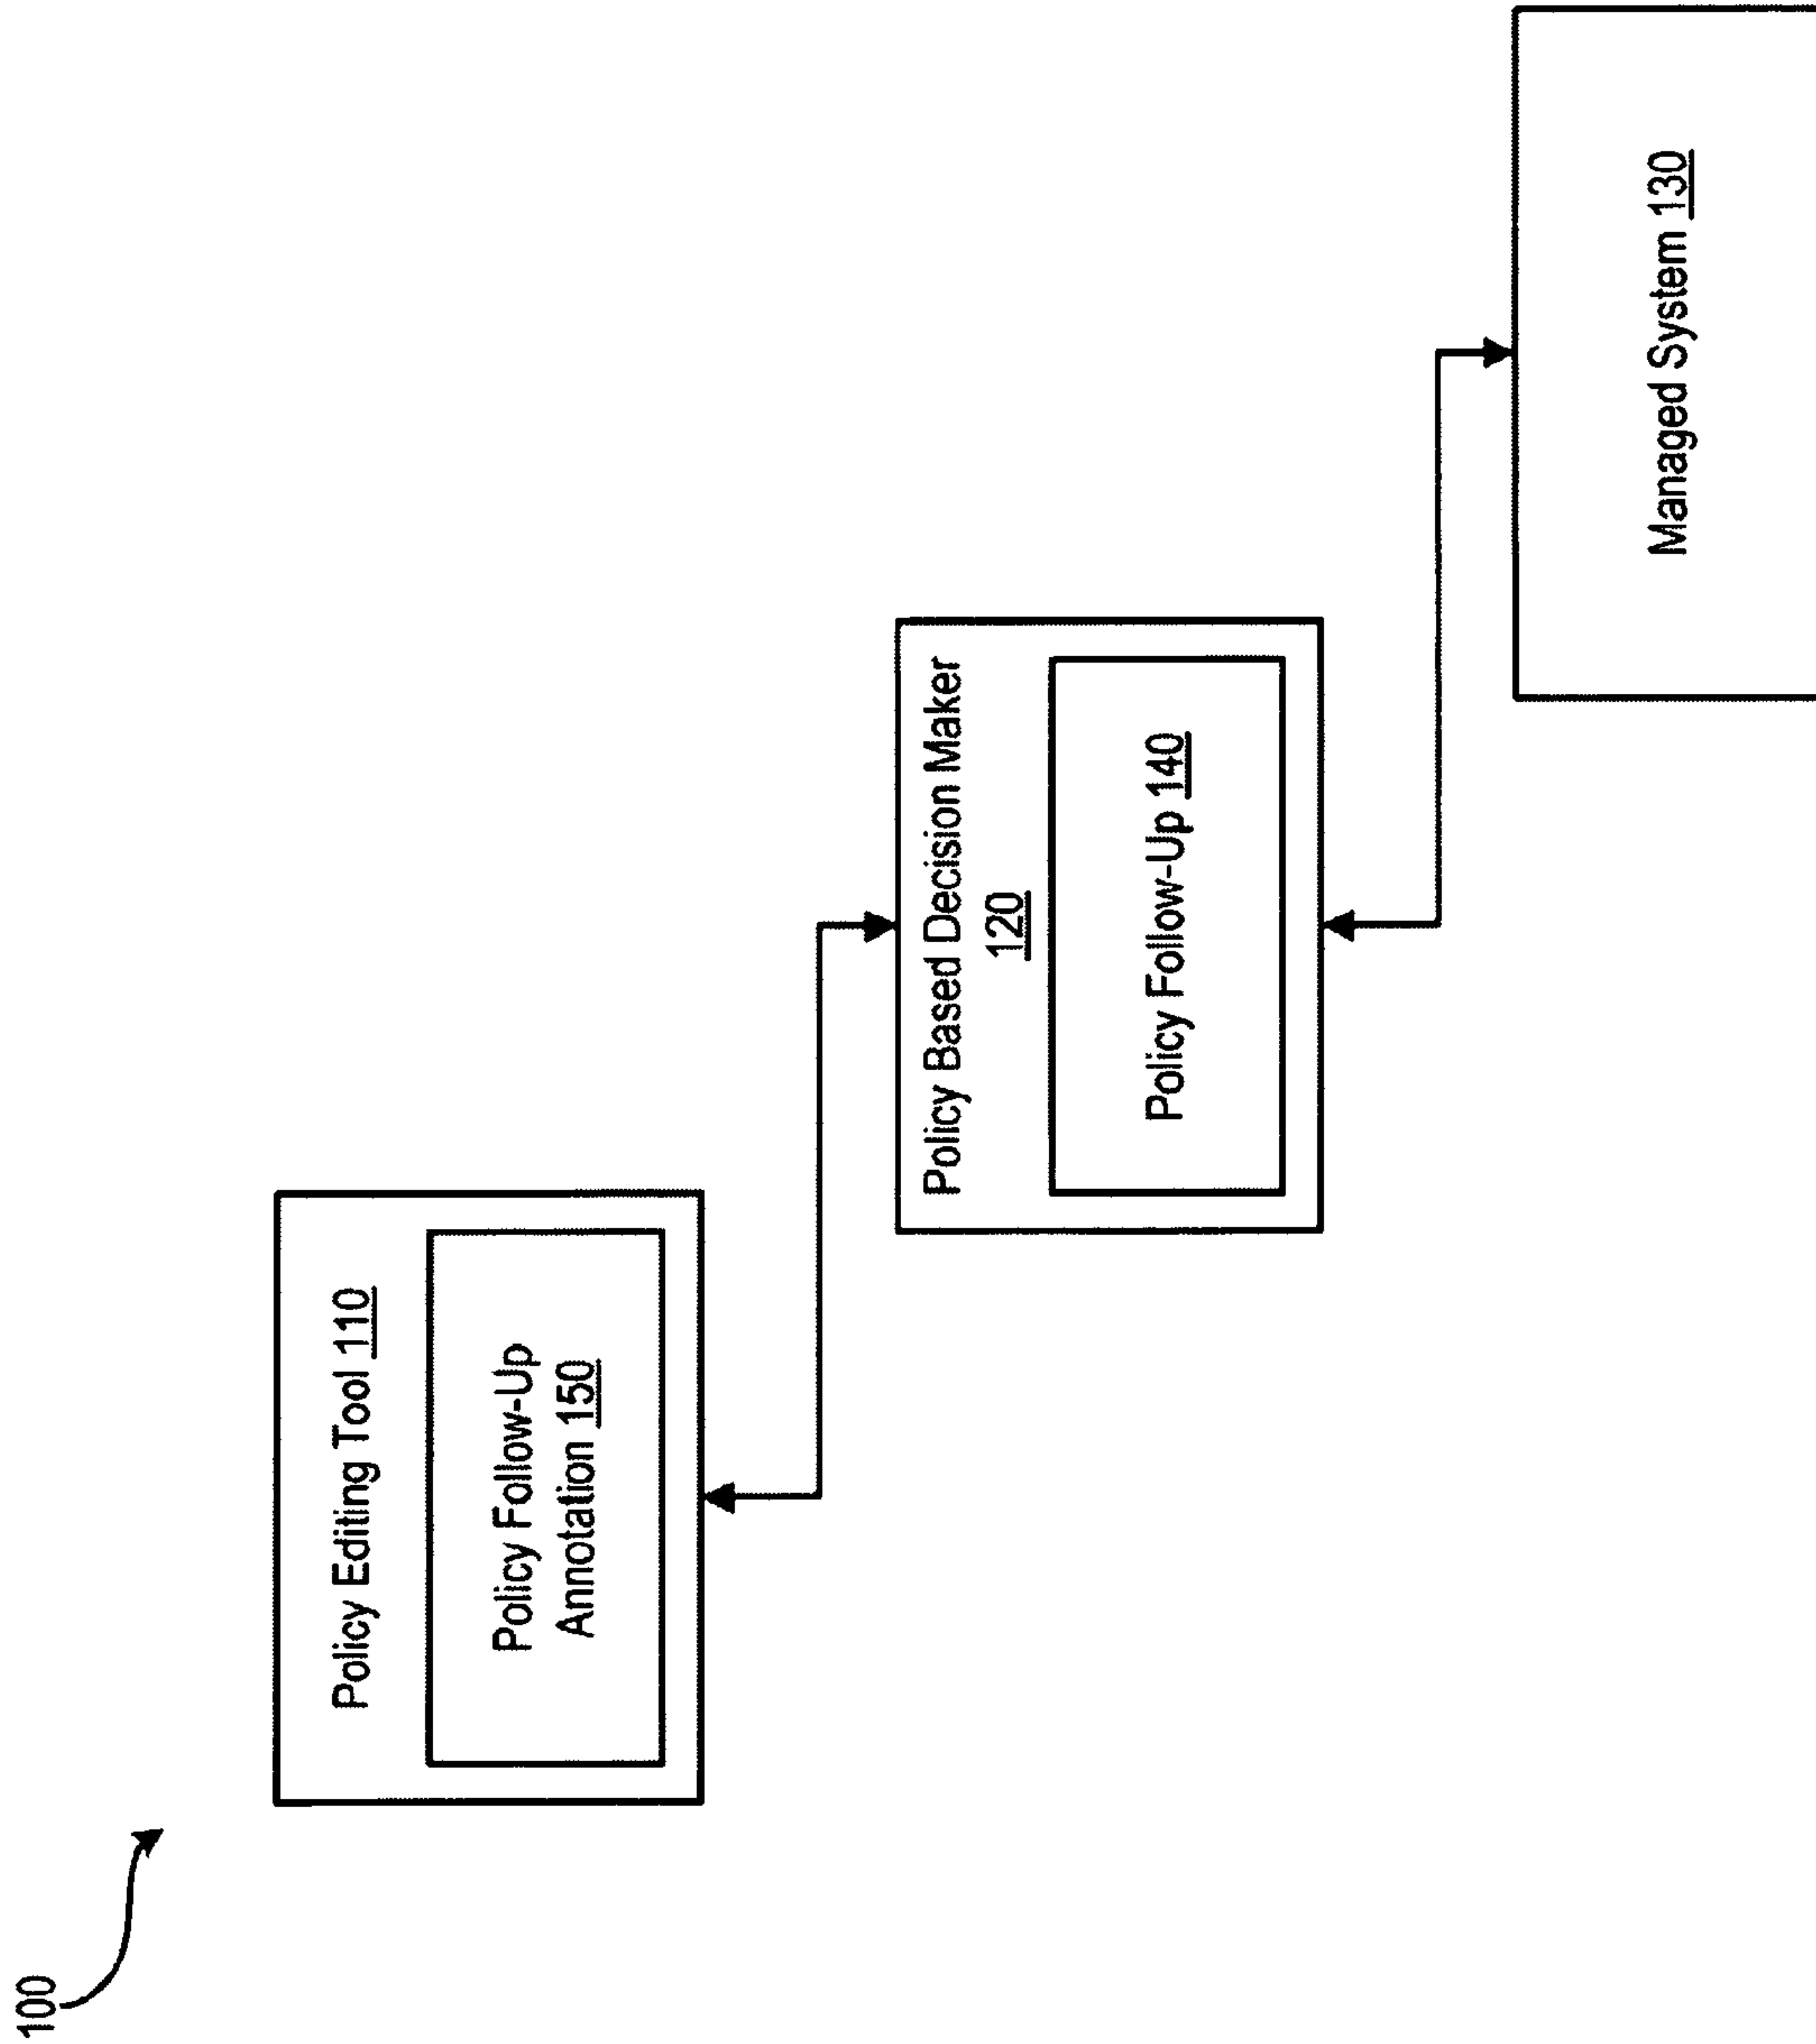 100
Policy Editing Tool 110
Policy Follow-Up
Annotation 150
Policy Based Decision Maker
120
Policy Follow-Up 140
Managed System 130